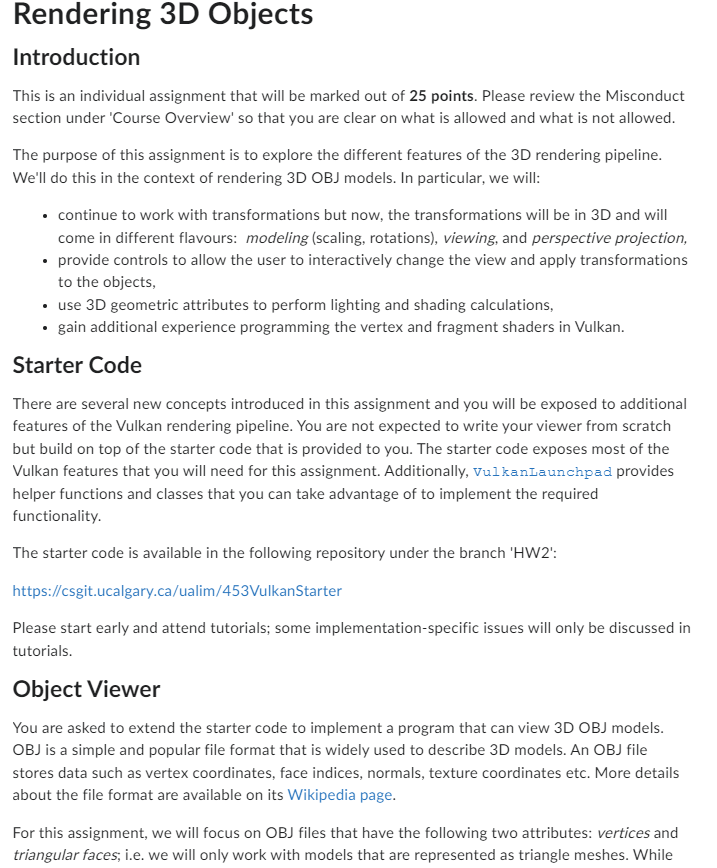 Rendering 3D Objects
Introduction
This is an individual assignment that will be marked out of 25 points. Please review the Misconduct
section under 'Course Overview' so that you are clear on what is allowed and what is not allowed.
The purpose of this assignment is to explore the different features of the 3D rendering pipeline.
We'll do this in the context of rendering 3D OBJ models. In particular, we will:
• continue to work with transformations but now, the transformations will be in 3D and will
come in different flavours: modeling (scaling, rotations), viewing, and perspective projection,
• provide controls to allow the user to interactively change the view and apply transformations
to the objects,
• use 3D geometric attributes to perform lighting and shading calculations,
• gain additional experience programming the vertex and fragment shaders in Vulkan.
Starter Code
There are several new concepts introduced in this assignment and you will be exposed to additional
features of the Vulkan rendering pipeline. You are not expected to write your viewer from scratch
but build on top of the starter code that is provided to you. The starter code exposes most of the
Vulkan features that you will need for this assignment. Additionally, VulkanLaunchpad provides
helper functions and classes that you can take advantage of to implement the required
functionality.
The starter code is available in the following repository under the branch 'HW2':
https://csgit.ucalgary.ca/ualim/453VulkanStarter
Please start early and attend tutorials; some implementation-specific issues will only be discussed in
tutorials.
Object Viewer
You are asked to extend the starter code to implement a program that can view 3D OBJ models.
OBJ is a simple and popular file format that is widely used to describe 3D models. An OBJ file
stores data such as vertex coordinates, face indices, normals, texture coordinates etc. More details
about the file format are available on its Wikipedia page.
For this assignment, we will focus on OBJ files that have the following two attributes: vertices and
triangular faces; i.e. we will only work with models that are represented as triangle meshes. While